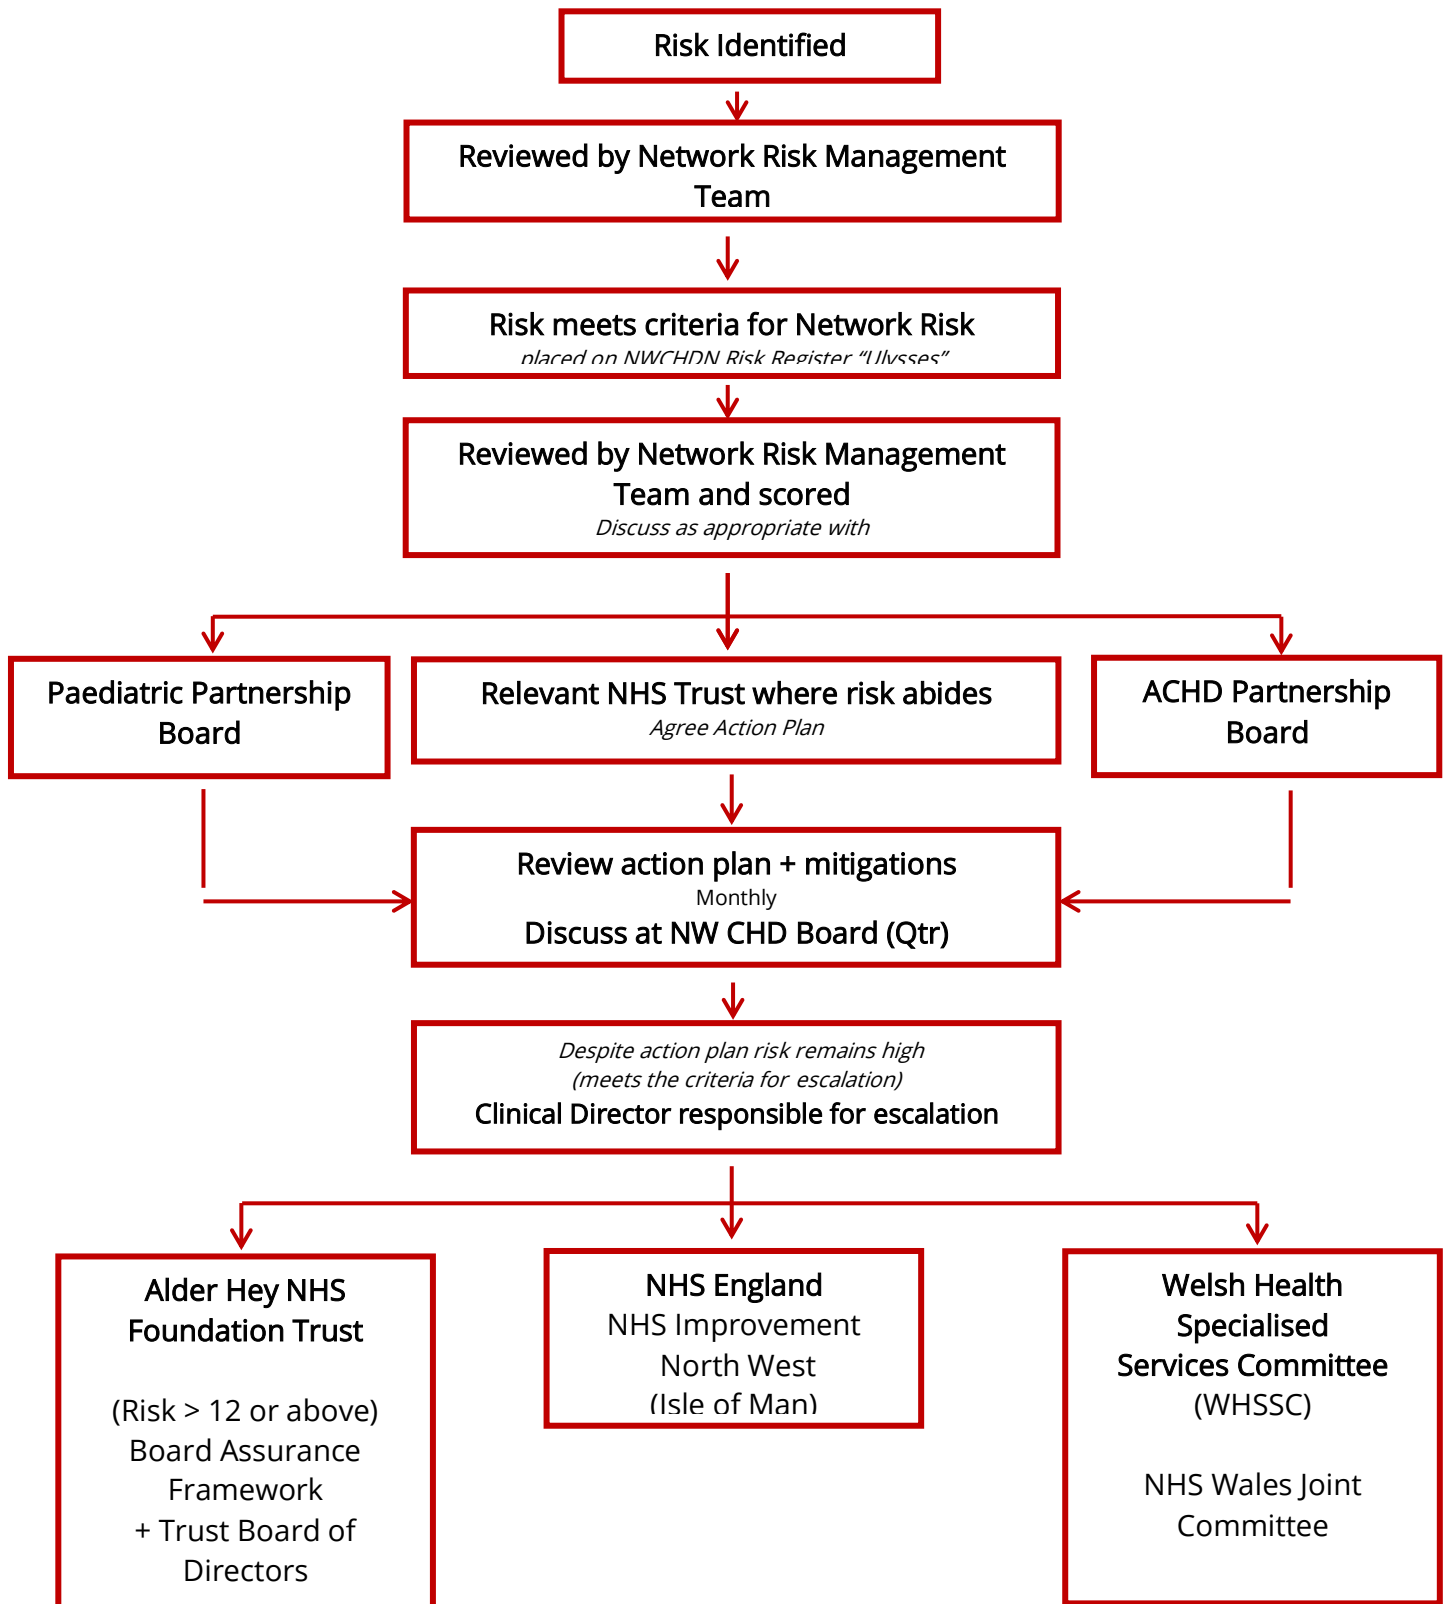 Risk Identified
Reviewed by Network Risk Management
Team
Risk meets criteria for Network Risk
placed on NWCHDN Risk Register “Ulysses”
Reviewed by Network Risk Management
Team and scored
Discuss as appropriate with
Paediatric Partnership
Board
Relevant NHS Trust where risk abides
Agree Action Plan
ACHD Partnership
Board
Review action plan + mitigations
Monthly
Discuss at NW CHD Board (Qtr)
Despite action plan risk remains high
(meets the criteria for escalation)
Clinical Director responsible for escalation
Alder Hey NHS
Foundation Trust
(Risk > 12 or above)
Board Assurance
Framework
+ Trust Board of
Directors
NHS England
NHS Improvement
North West
(Isle of Man)
Welsh Health
Specialised
Services Committee
(WHSSC)
NHS Wales Joint
Committee